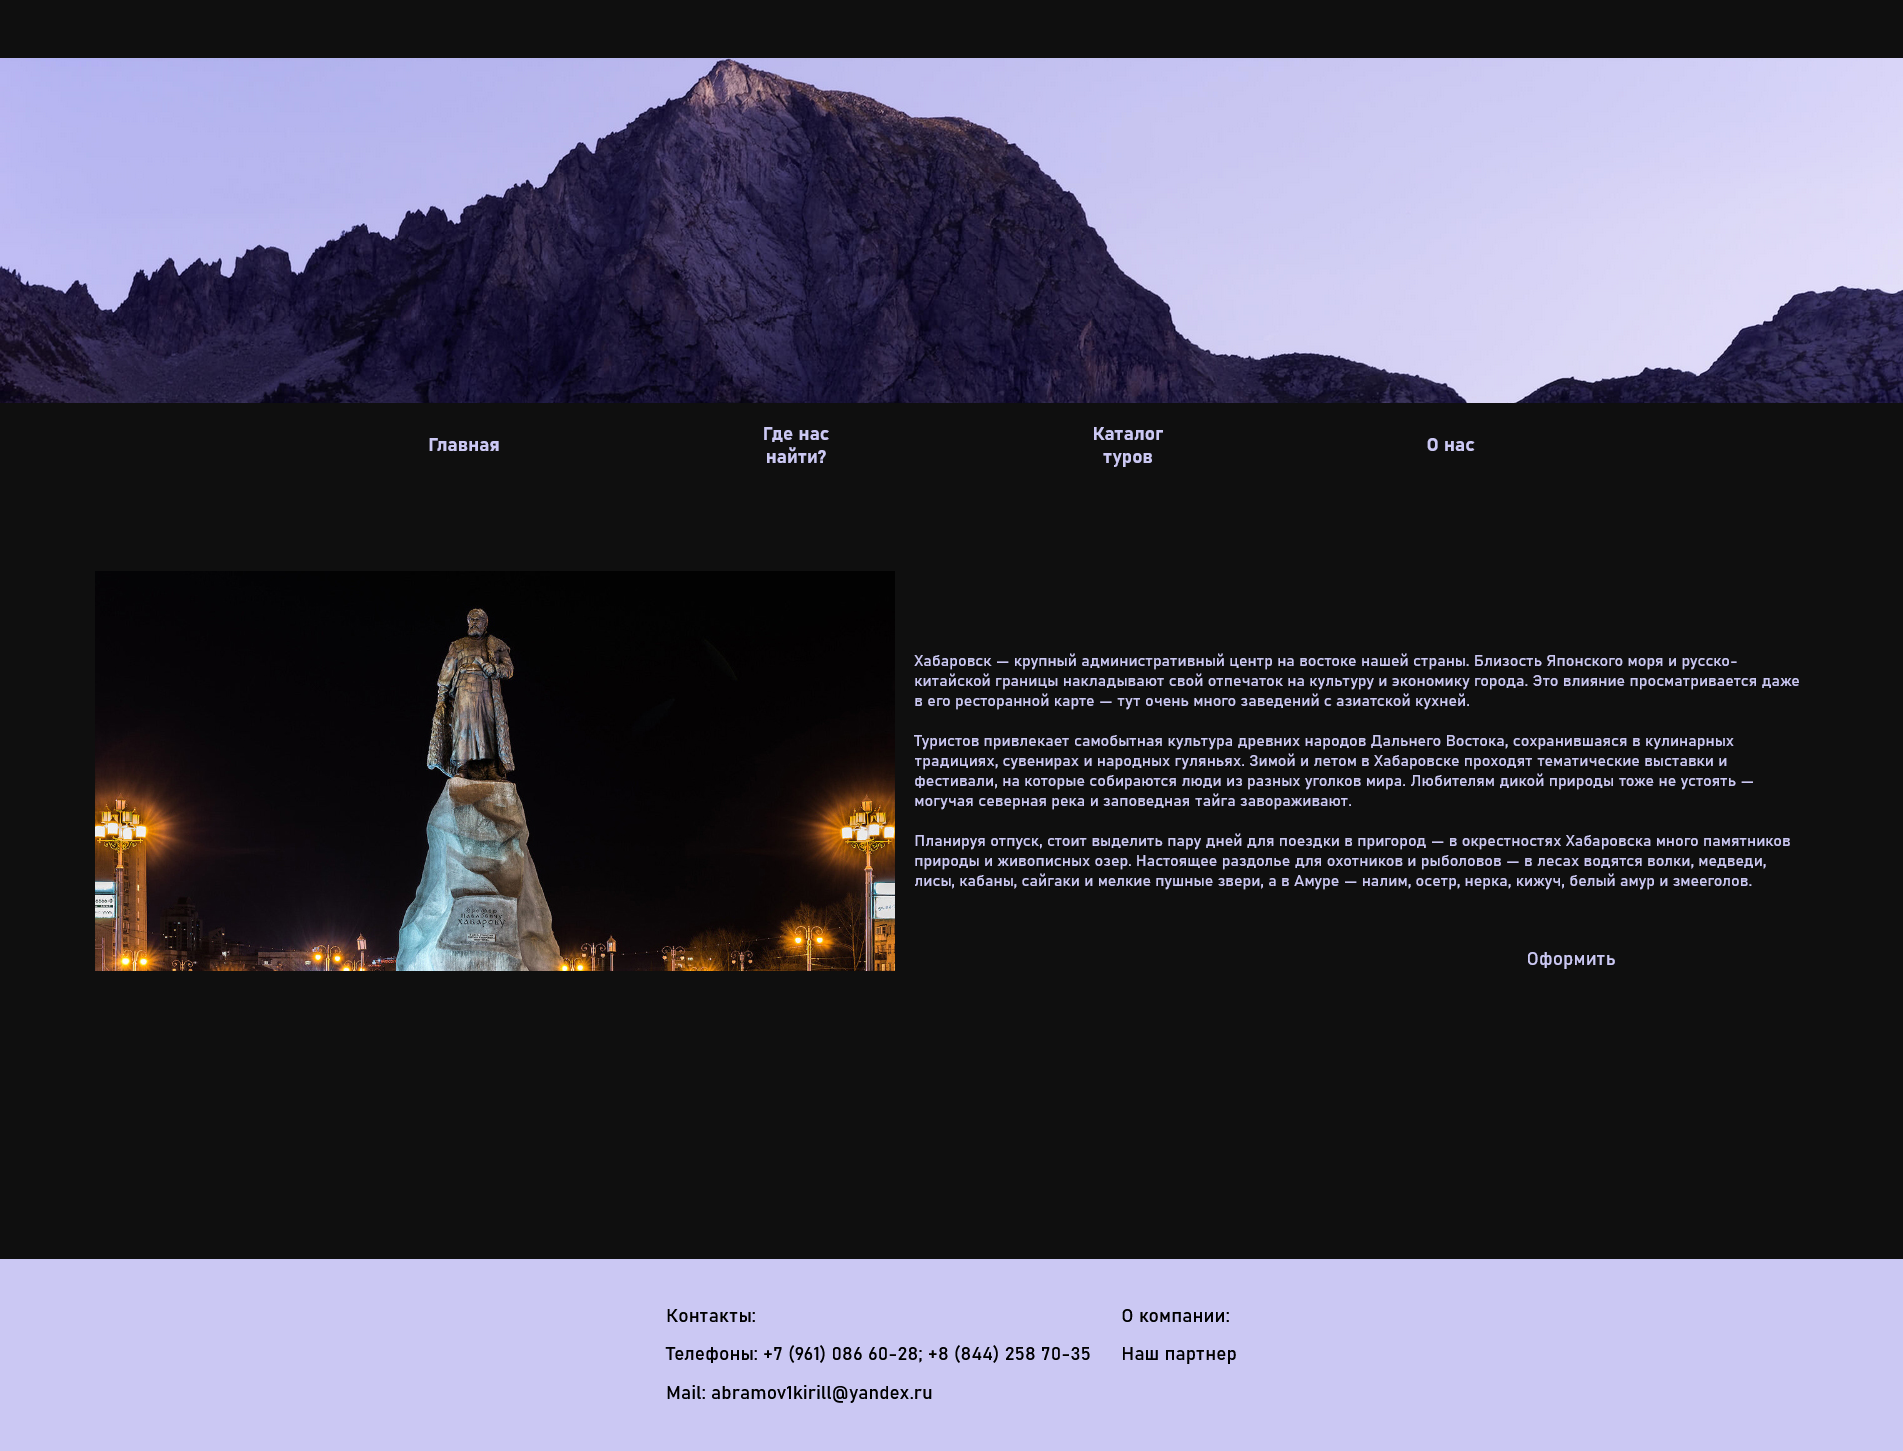 Главная
Где нас
найти?
Каталог
туров
О нас
Хабаровск — крупный административный центр на востоке нашей страны. Близость Японского моря и русско-
китайской границы накладывают свой отпечаток на культуру и экономику города. Это влияние просматривается даже
в его ресторанной карте — тут очень много заведений с азиатской кухней.
Туристов привлекает самобытная культура древних народов Дальнего Востока, сохранившаяся в кулинарных
традициях, сувенирах и народных гуляньях. Зимой и летом в Хабаровске проходят тематические выставки и
фестивали, на которые собираются люди из разных уголков мира. Любителям дикой природы тоже не устоять —
могучая северная река и заповедная тайга завораживают.
Планируя отпуск, стоит выделить пару дней для поездки в пригород — в окрестностях Хабаровска много памятников
природы и живописных озер. Настоящее раздолье для охотников и рыболовов — в лесах водятся волки, медведи,
лисы, кабаны, сайгаки и мелкие пушные звери, а в Амуре — налим, осетр, нерка, кижуч, белый амур и змееголов.
Оформить
Контакты:
Телефоны: +7 (961) 086 60-28; +8 (844) 258 70-35
Mail: abramov1kirill@yandex.ru
О компании:
Наш партнер